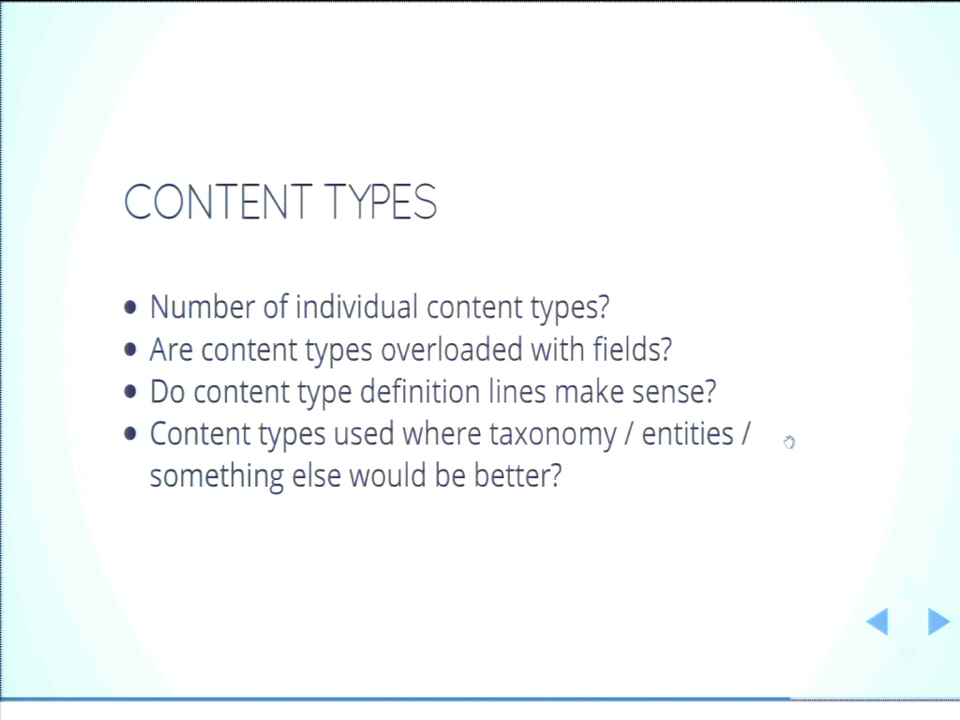 CONTENT TYPES
• Number of individual content types?
• Are content types overloaded with fields?
• Do content type definition lines make sense?
• Content types used where taxonomy / entities /
something else would be better?